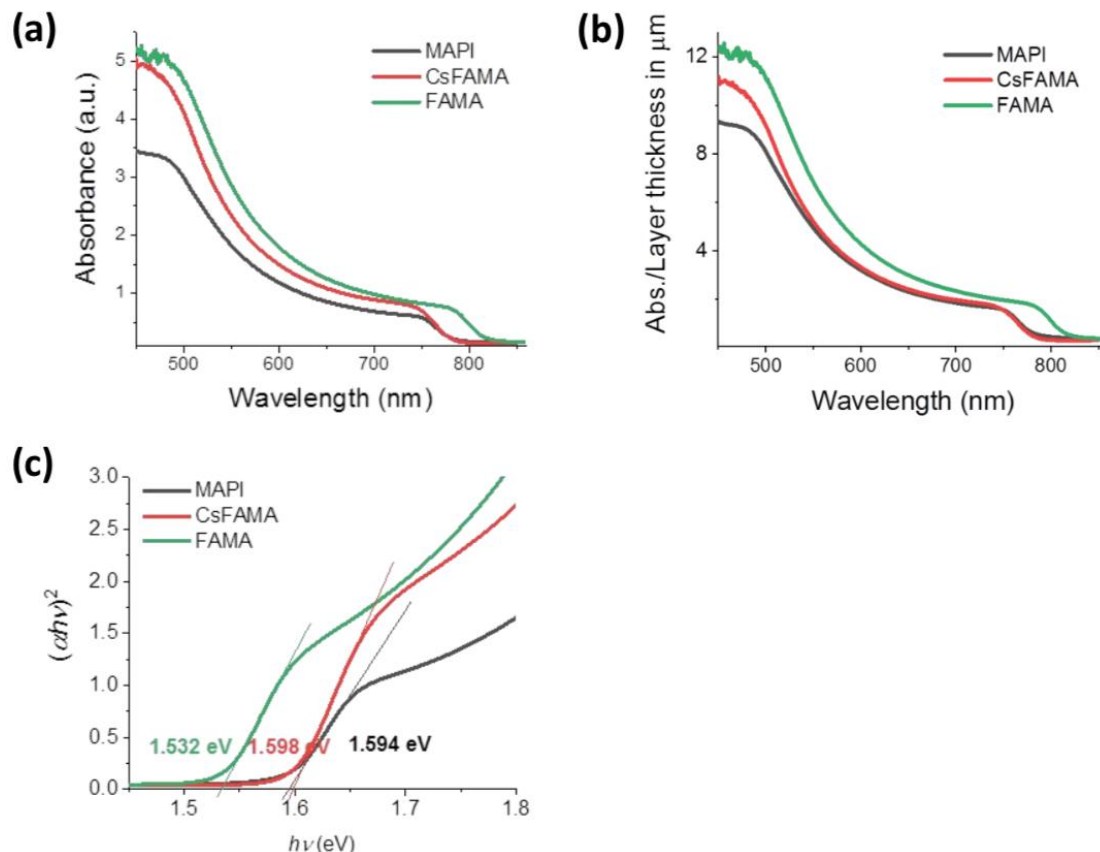 (a)
MAPI
CsFAMA
FAMA
Absorbance (a.u.)
5
4
3
2
1
500
600
700
800
Wavelength (nm)
(b)
MAPI
CsFAMA
FAMA
Abs./Layer thickness in μm
12
8
4
500
600
700
800
Wavelength (nm)
(c)
MAPI
CsFAMA
FAMA
(αhν)²
3.0
2.5
2.0
1.5
1.0
0.5
0.0
1.532 eV
1.598 eV
1.594 eV
1.5
1.6
1.7
1.8
hν (eV)